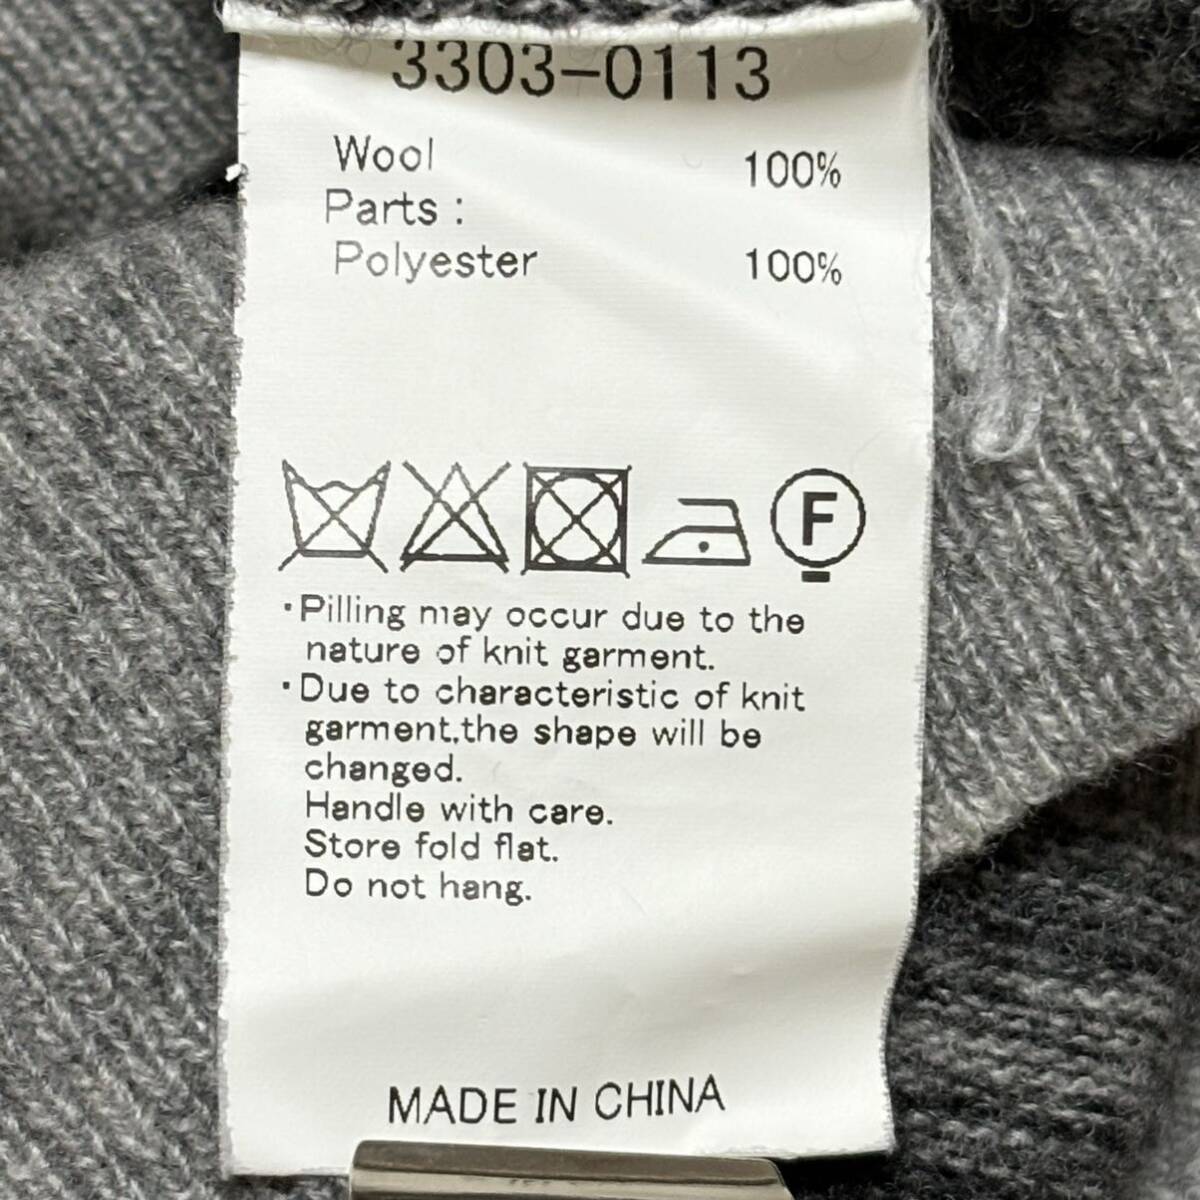 3303-0113
Wool 100%
Parts :
Polyester 100%
F
·Pilling may occur due to the
nature of knit garment.
·Due to characteristic of knit
garment,the shape will be
changed.
Handle with care.
Store fold flat.
Do not hang.
MADE IN CHINA